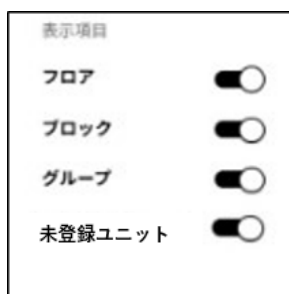 表示項目
フロア
ブロック
グループ
未登録ユニット